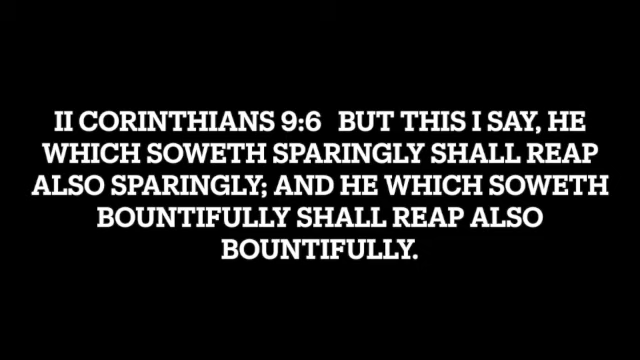 II CORINTHIANS 9:6 BUT THIS I SAY, HE
WHICH SOWETH SPARINGLY SHALL REAP
ALSO SPARINGLY; AND HE WHICH SOWETH
BOUNTIFULLY SHALL REAP ALSO
BOUNTIFULLY.